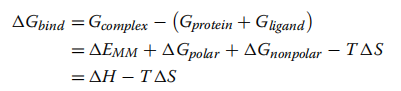 ΔG_bind = G_complex − (G_protein + G_ligand)
= ΔE_MM + ΔG_polar + ΔG_nonpolar − TΔS
= ΔH − TΔS